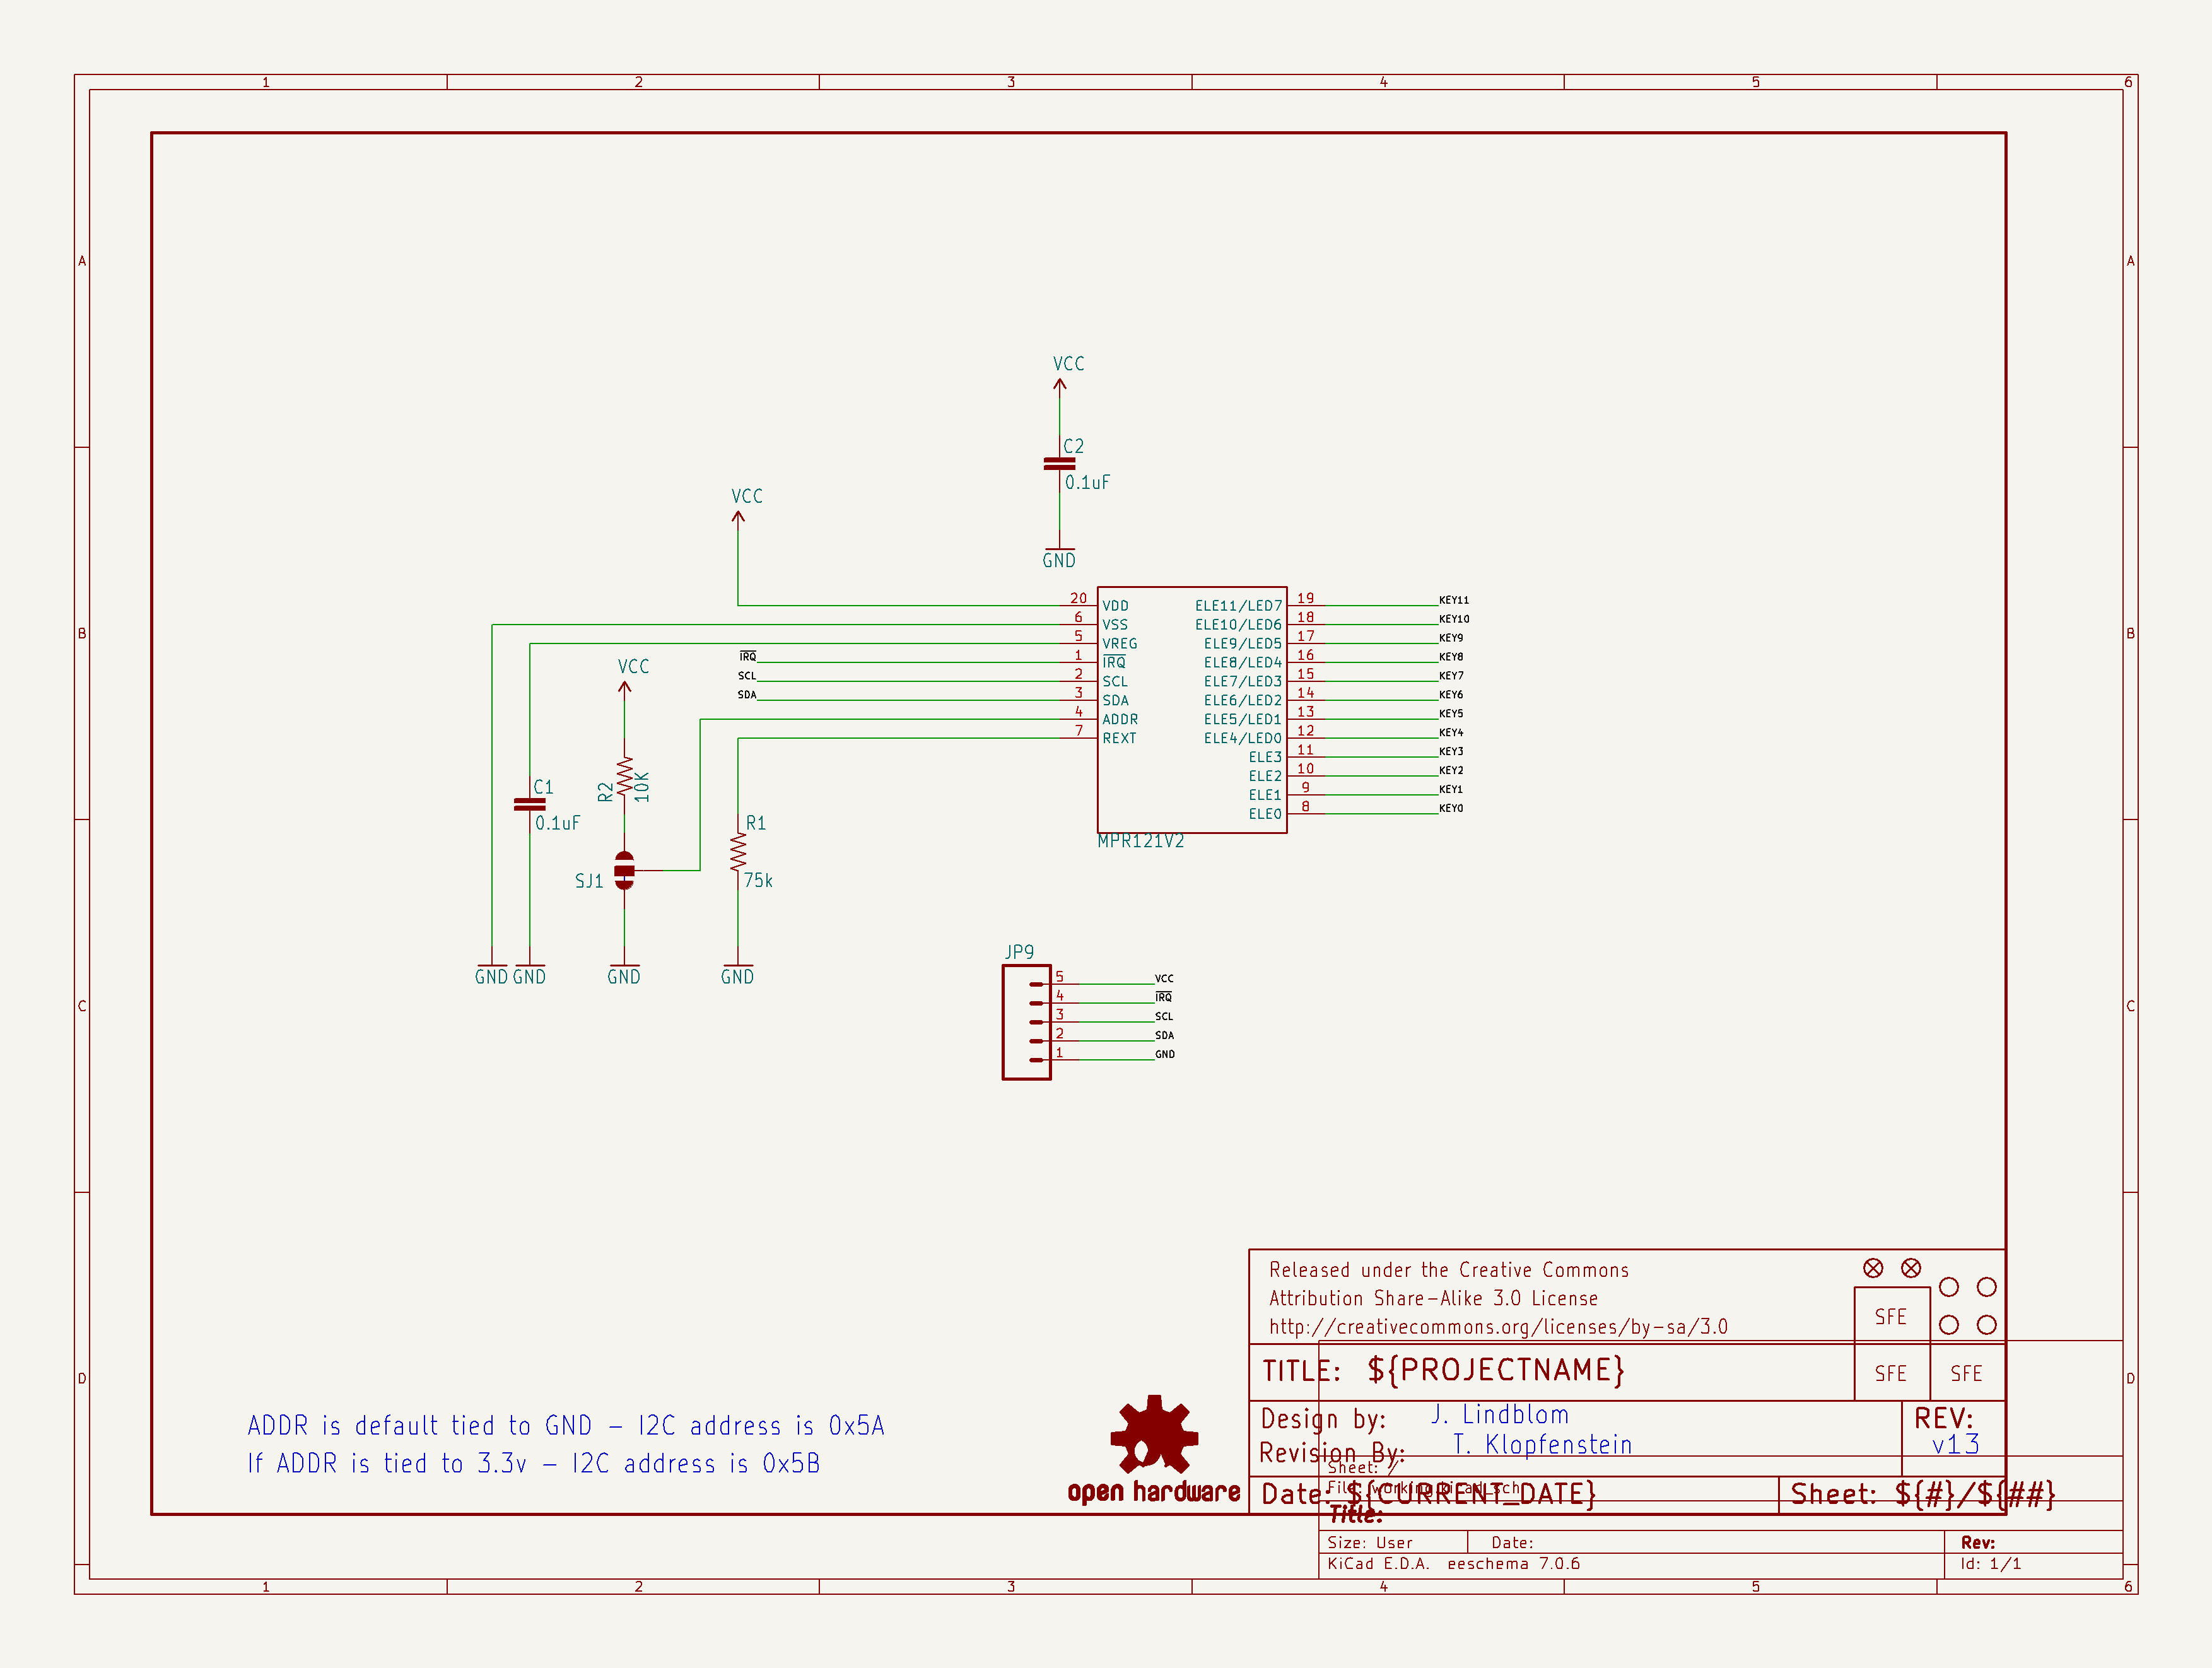 1 2 3 4 5 6
A A
VCC
C2
0.1uF
VCC
GND
20 VDD ELE11/LED7 19 KEY11
6 VSS ELE10/LED6 18 KEY10
B 5 VREG ELE9/LED5 17 KEY9 B
IRQ 1 IRQ ELE8/LED4 16 KEY8
VCC SCL 2 SCL ELE7/LED3 15 KEY7
SDA 3 SDA ELE6/LED2 14 KEY6
4 ADDR ELE5/LED1 13 KEY5
7 REXT ELE4/LED0 12 KEY4
ELE3 11 KEY3
ELE2 10 KEY2
R2 10K C1 ELE1 9 KEY1
ELE0 8 KEY0
0.1uF R1
MPR121V2
SJ1 75k
JP9
GND GND GND GND
5 VCC
4 IRQ
C 3 SCL C
2 SDA
1 GND
Released under the Creative Commons
Attribution Share-Alike 3.0 License
http://creativecommons.org/licenses/by-sa/3.0
SFE
TITLE: ${PROJECTNAME}
SFE SFE
D D
Design by: J. Lindblom
REV:
Revision By: T. Klopfenstein
v13
ADDR is default tied to GND - I2C address is 0x5A
If ADDR is tied to 3.3v - I2C address is 0x5B
open hardware
Sheet: /
File: working.kicad_sch
Date: ${CURRENT_DATE} Sheet: ${#}/${##}
Title:
Size: User Date: Rev:
KiCad E.D.A. eeschema 7.0.6 Id: 1/1
1 2 3 4 5 6